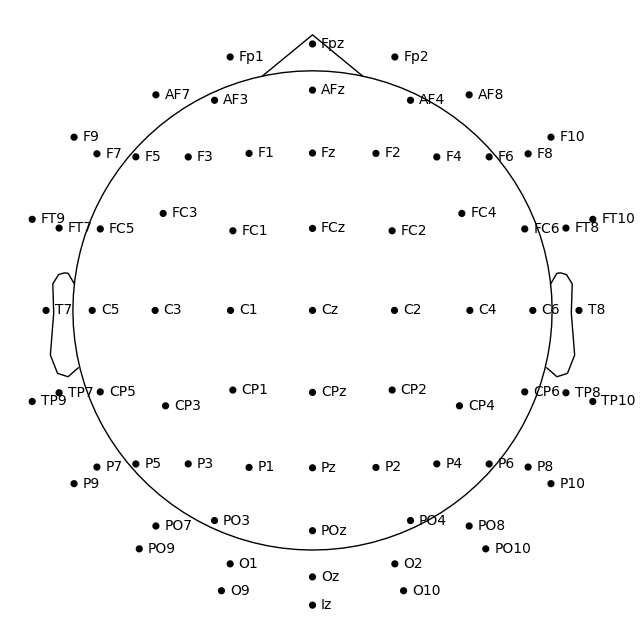 Fpz
Fp1 Fp2
AFz
AF7 AF3 AF4 AF8
F9 F10
F7 F5 F3 F1 Fz F2 F4 F6 F8
FT9 FC3 FC4 FT10
FT7 FC5 FC1 FCz FC2 FC6 FT8
T7 C5 C3 C1 Cz C2 C4 C6 T8
TP7 CP5 CP1 CPz CP2 CP6 TP8
TP9 CP3 CP4 TP10
P7 P5 P3 P1 Pz P2 P4 P6 P8
P9 P10
PO7 PO3 POz PO4 PO8
PO9 PO10
O1 Oz O2
O9 O10
Iz